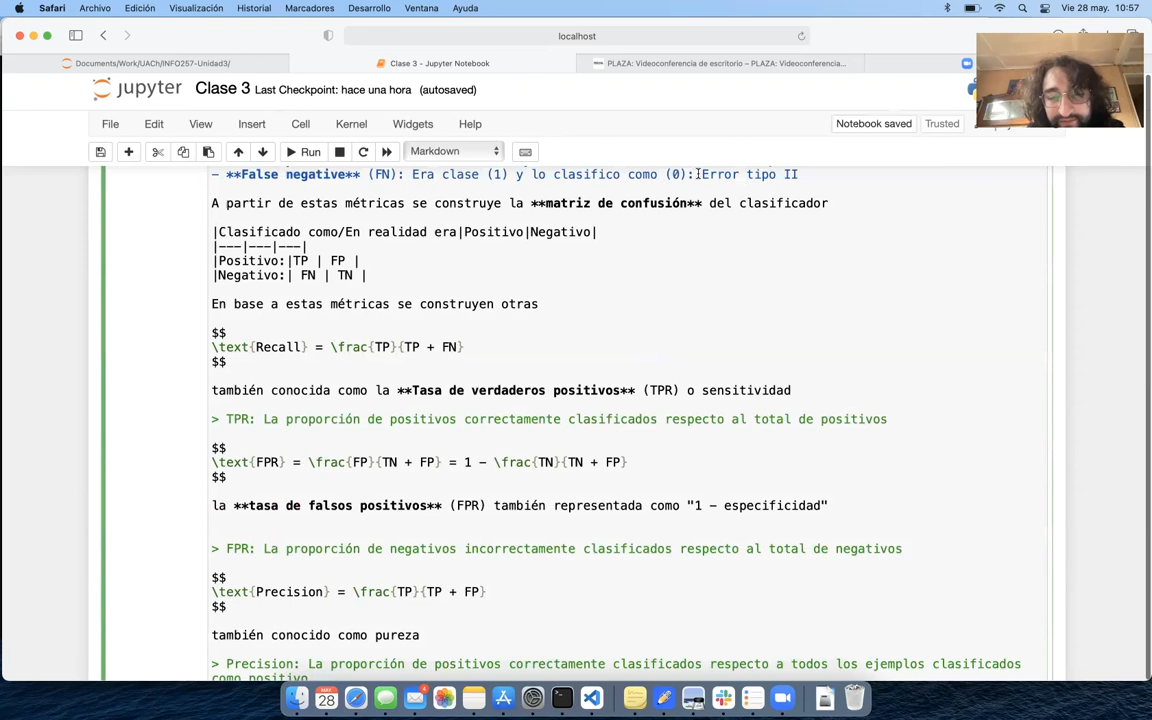 Safari Archivo Edición Visualización Historial Marcadores Desarrollo Ventana Ayuda Vie 28 may. 10:57
localhost
Documents/Work/UACh/INFO257-Unidad3/ Clase 3 - Jupyter Notebook PLAZA: Videoconferencia de escritorio – PLAZA: Videoconferencia...
jupyter Clase 3 Last Checkpoint: hace una hora (autosaved)
File Edit View Insert Cell Kernel Widgets Help Notebook saved Trusted
Run Markdown
- **False negative** (FN): Era clase (1) y lo clasifico como (0): Error tipo II
A partir de estas métricas se construye la **matriz de confusión** del clasificador
|Clasificado como/En realidad era|Positivo|Negativo|
|---|---|---|
|Positivo:|TP | FP |
|Negativo:| FN | TN |
En base a estas métricas se construyen otras
$$
\text{Recall} = \frac{TP}{TP + FN}
$$
también conocida como la **Tasa de verdaderos positivos** (TPR) o sensitividad
> TPR: La proporción de positivos correctamente clasificados respecto al total de positivos
$$
\text{FPR} = \frac{FP}{TN + FP} = 1 - \frac{TN}{TN + FP}
$$
la **tasa de falsos positivos** (FPR) también representada como "1 - especificidad"
> FPR: La proporción de negativos incorrectamente clasificados respecto al total de negativos
$$
\text{Precision} = \frac{TP}{TP + FP}
$$
también conocido como pureza
> Precision: La proporción de positivos correctamente clasificados respecto a todos los ejemplos clasificados
como positivo